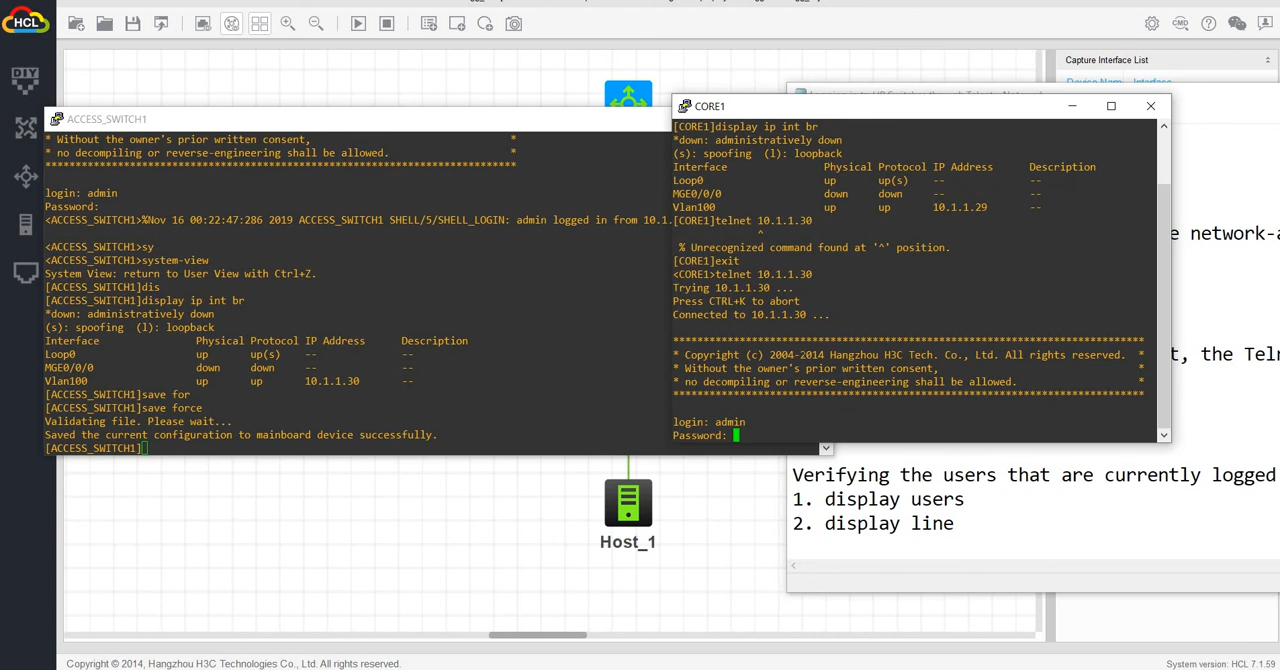 HCL
DIY
CMD
Capture Interface List
Device Name Interface
ACCESS_SWITCH1
* Without the owner's prior written consent, *
* no decompiling or reverse-engineering shall be allowed. *
*******************************************************************************
login: admin
Password:
<ACCESS_SWITCH1>%Nov 16 00:22:47:286 2019 ACCESS_SWITCH1 SHELL/5/SHELL_LOGIN: admin logged in from 10.1.
<ACCESS_SWITCH1>sy
<ACCESS_SWITCH1>system-view
System View: return to User View with Ctrl+Z.
[ACCESS_SWITCH1]dis
[ACCESS_SWITCH1]display ip int br
*down: administratively down
(s): spoofing (l): loopback
Interface Physical Protocol IP Address Description
Loop0 up up(s) -- --
MGE0/0/0 down down -- --
Vlan100 up up 10.1.1.30 --
[ACCESS_SWITCH1]save for
[ACCESS_SWITCH1]save force
Validating file. Please wait...
Saved the current configuration to mainboard device successfully.
[ACCESS_SWITCH1]
CORE1
[CORE1]display ip int br
*down: administratively down
(s): spoofing (l): loopback
Interface Physical Protocol IP Address Description
Loop0 up up(s) -- --
MGE0/0/0 down down -- --
Vlan100 up up 10.1.1.29 --
[CORE1]telnet 10.1.1.30
^
% Unrecognized command found at '^' position.
[CORE1]exit
<CORE1>telnet 10.1.1.30
Trying 10.1.1.30 ...
Press CTRL+K to abort
Connected to 10.1.1.30 ...
*******************************************************************************
* Copyright (c) 2004-2014 Hangzhou H3C Tech. Co., Ltd. All rights reserved. *
* Without the owner's prior written consent, *
* no decompiling or reverse-engineering shall be allowed. *
*******************************************************************************
login: admin
Password:
e network-a
t, the Teln
Verifying the users that are currently logged
1. display users
2. display line
Host_1
Copyright © 2014, Hangzhou H3C Technologies Co., Ltd. All rights reserved.
System version: HCL 7.1.59